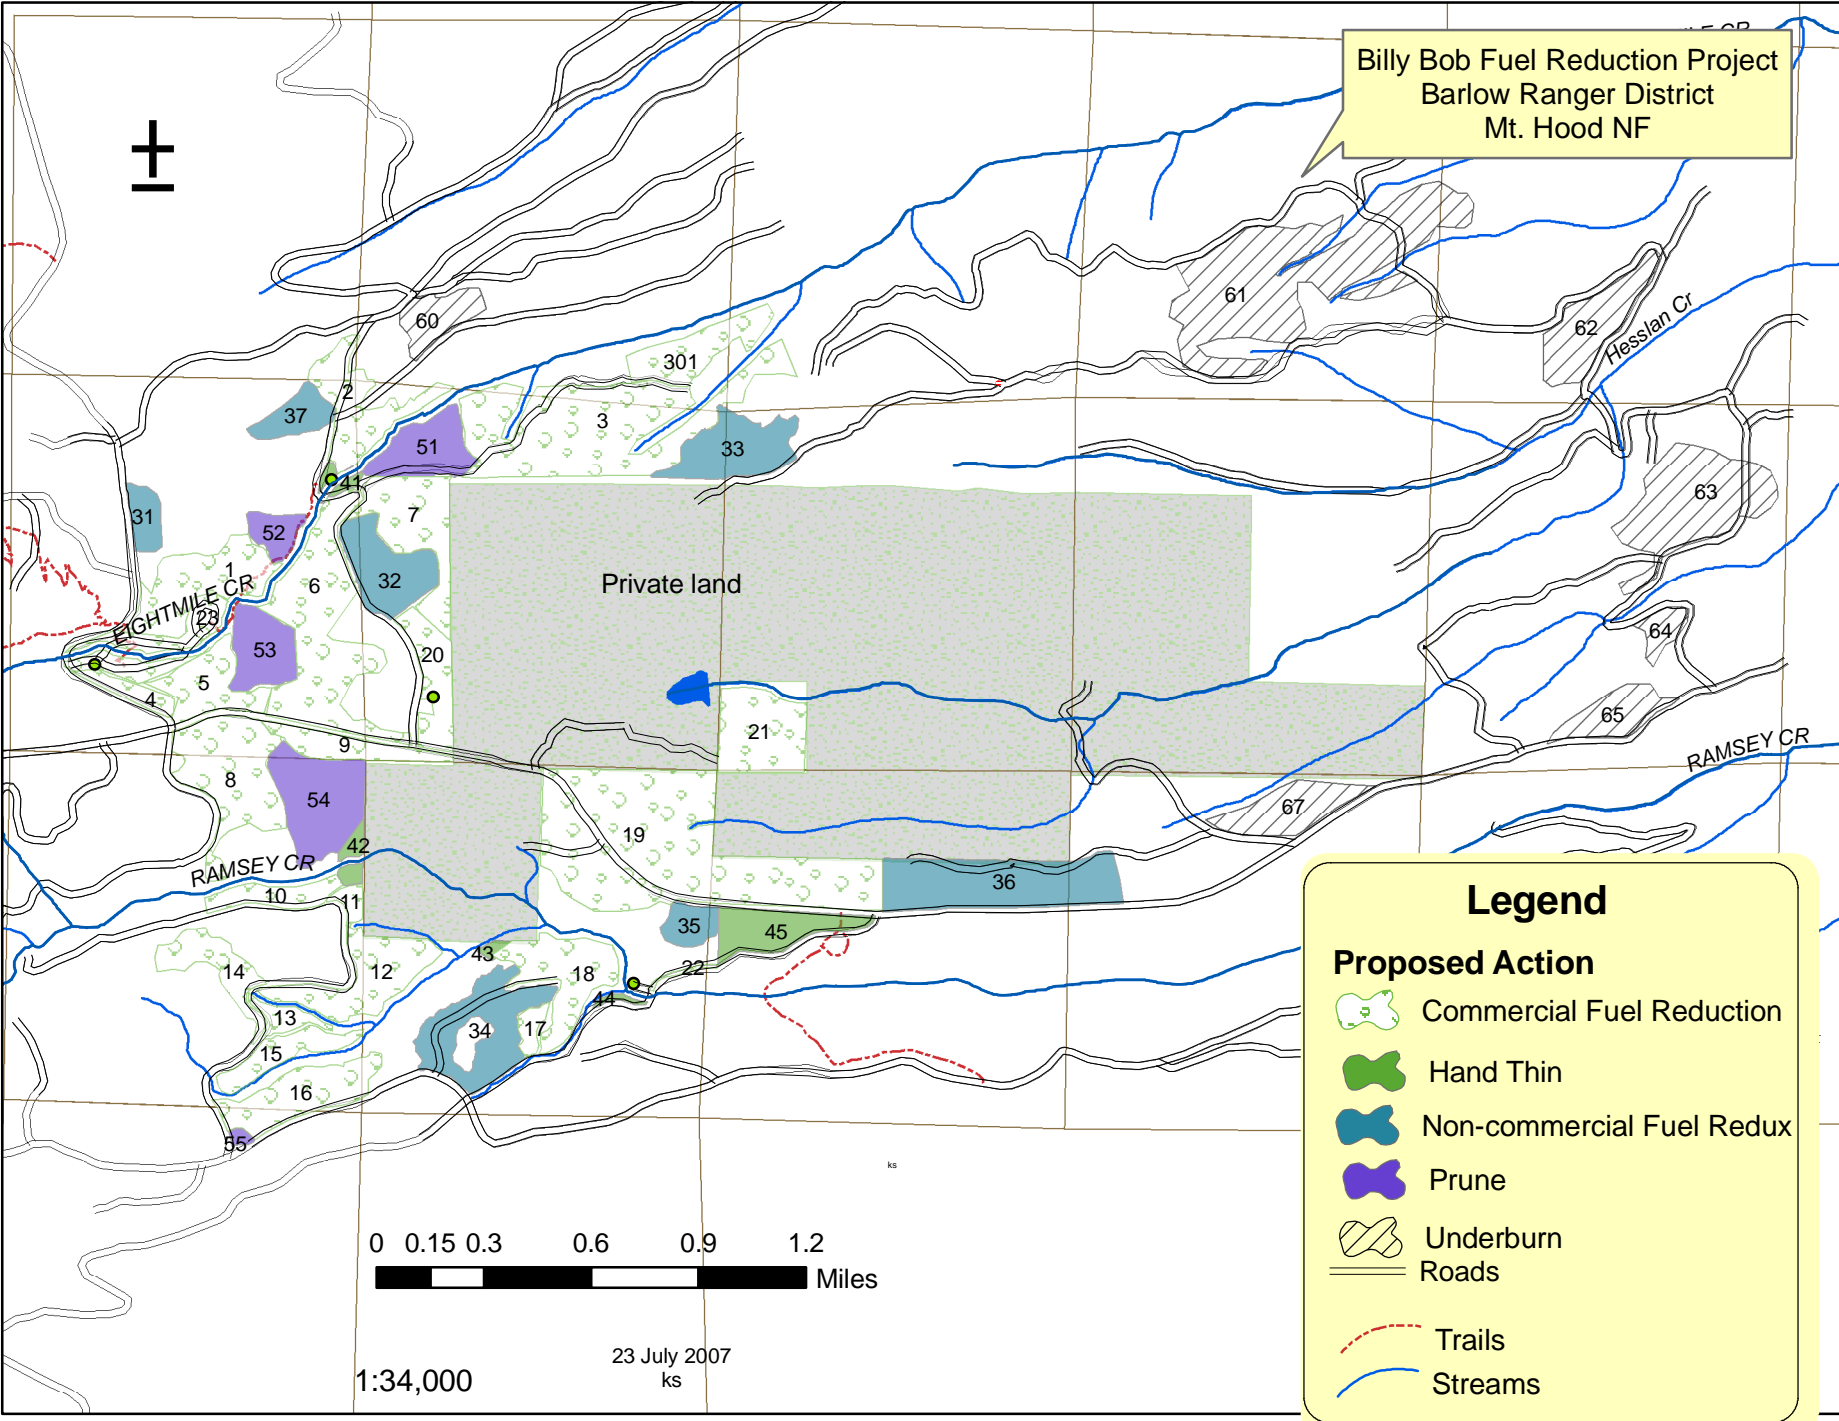 Billy Bob Fuel Reduction Project
Barlow Ranger District
Mt. Hood NF
60
61
62
Hesslan Cr
301
2
37
3
51
33
41
31
7
63
52
1
6
32
Private land
EIGHTMILE CR
23
53
20
64
5
4
65
21
9
RAMSEY CR
8
54
67
19
42
RAMSEY CR
36
10
11
35
45
43
14
12
18
22
44
13
34
17
15
16
55
ks
0 0.15 0.3 0.6 0.9 1.2
Miles
23 July 2007
ks
1:34,000
Legend
Proposed Action
Commercial Fuel Reduction
Hand Thin
Non-commercial Fuel Redux
Prune
Underburn
Roads
Trails
Streams